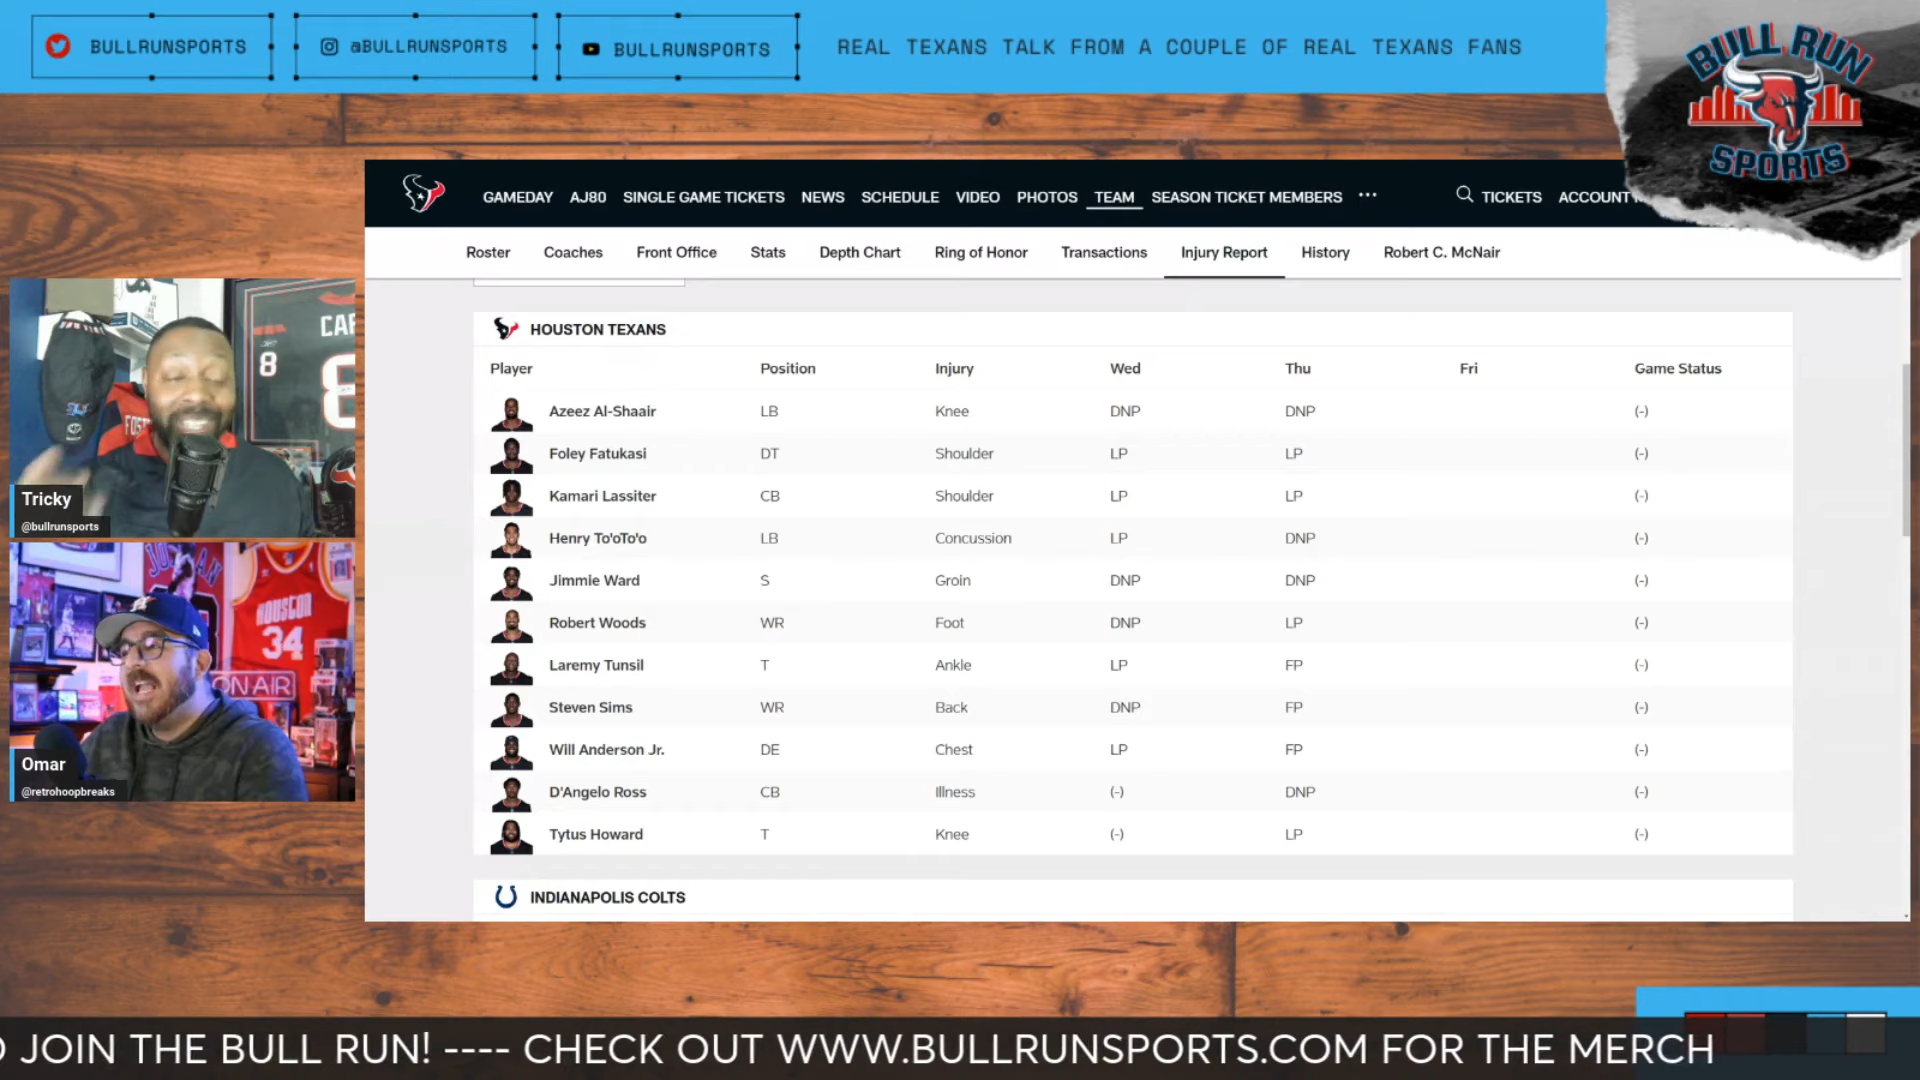 BULLRUNSPORTS
@BULLRUNSPORTS
BULLRUNSPORTS
REAL TEXANS TALK FROM A COUPLE OF REAL TEXANS FANS
BULL RUN
SPORTS
GAMEDAY AJ80 SINGLE GAME TICKETS NEWS SCHEDULE VIDEO PHOTOS TEAM SEASON TICKET MEMBERS ••• TICKETS ACCOUNT
Roster Coaches Front Office Stats Depth Chart Ring of Honor Transactions Injury Report History Robert C. McNair
HOUSTON TEXANS
Player Position Injury Wed Thu Fri Game Status
Azeez Al-Shaair LB Knee DNP DNP (-)
Foley Fatukasi DT Shoulder LP LP (-)
Kamari Lassiter CB Shoulder LP LP (-)
Henry To'oTo'o LB Concussion LP DNP (-)
Jimmie Ward S Groin DNP DNP (-)
Robert Woods WR Foot DNP LP (-)
Laremy Tunsil T Ankle LP FP (-)
Steven Sims WR Back DNP FP (-)
Will Anderson Jr. DE Chest LP FP (-)
D'Angelo Ross CB Illness (-) DNP (-)
Tytus Howard T Knee (-) LP (-)
INDIANAPOLIS COLTS
8
Tricky
@bullrunsports
HOUSTON
34
ON AIR
Omar
@retrohoopbreaks
JOIN THE BULL RUN! ---- CHECK OUT WWW.BULLRUNSPORTS.COM FOR THE MERCH